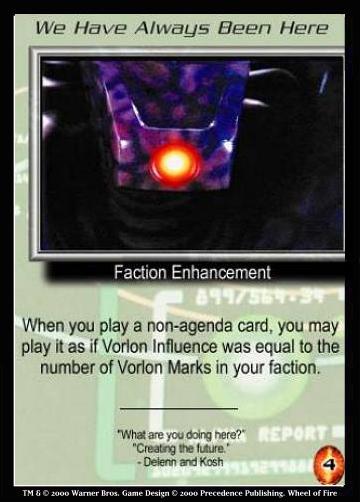 We Have Always Been Here
Faction Enhancement
When you play a non-agenda card, you may
play it as if Vorlon Influence was equal to the
number of Vorlon Marks in your faction.
"What are you doing here?"
"Creating the future."
- Delenn and Kosh
REPORT
4
TM & © 2000 Warner Bros. Game Design © 2000 Precedence Publishing. Wheel of Fire